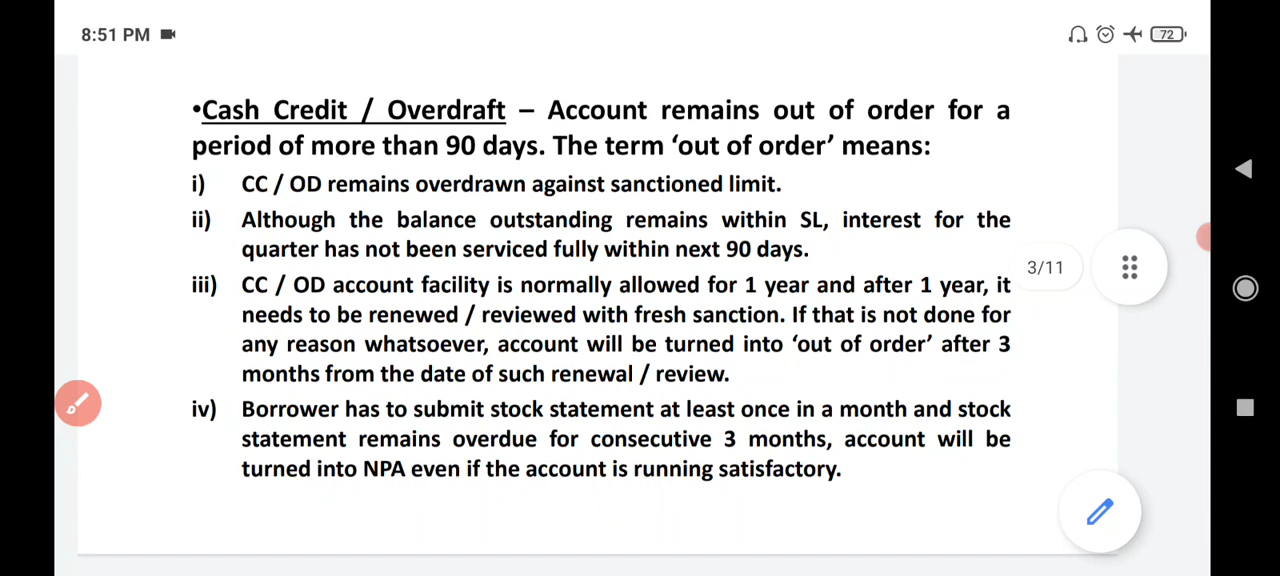 8:51 PM
72
•Cash Credit / Overdraft – Account remains out of order for a
period of more than 90 days. The term ‘out of order’ means:
i) CC / OD remains overdrawn against sanctioned limit.
ii) Although the balance outstanding remains within SL, interest for the
quarter has not been serviced fully within next 90 days.
3/11
iii) CC / OD account facility is normally allowed for 1 year and after 1 year, it
needs to be renewed / reviewed with fresh sanction. If that is not done for
any reason whatsoever, account will be turned into ‘out of order’ after 3
months from the date of such renewal / review.
iv) Borrower has to submit stock statement at least once in a month and stock
statement remains overdue for consecutive 3 months, account will be
turned into NPA even if the account is running satisfactory.